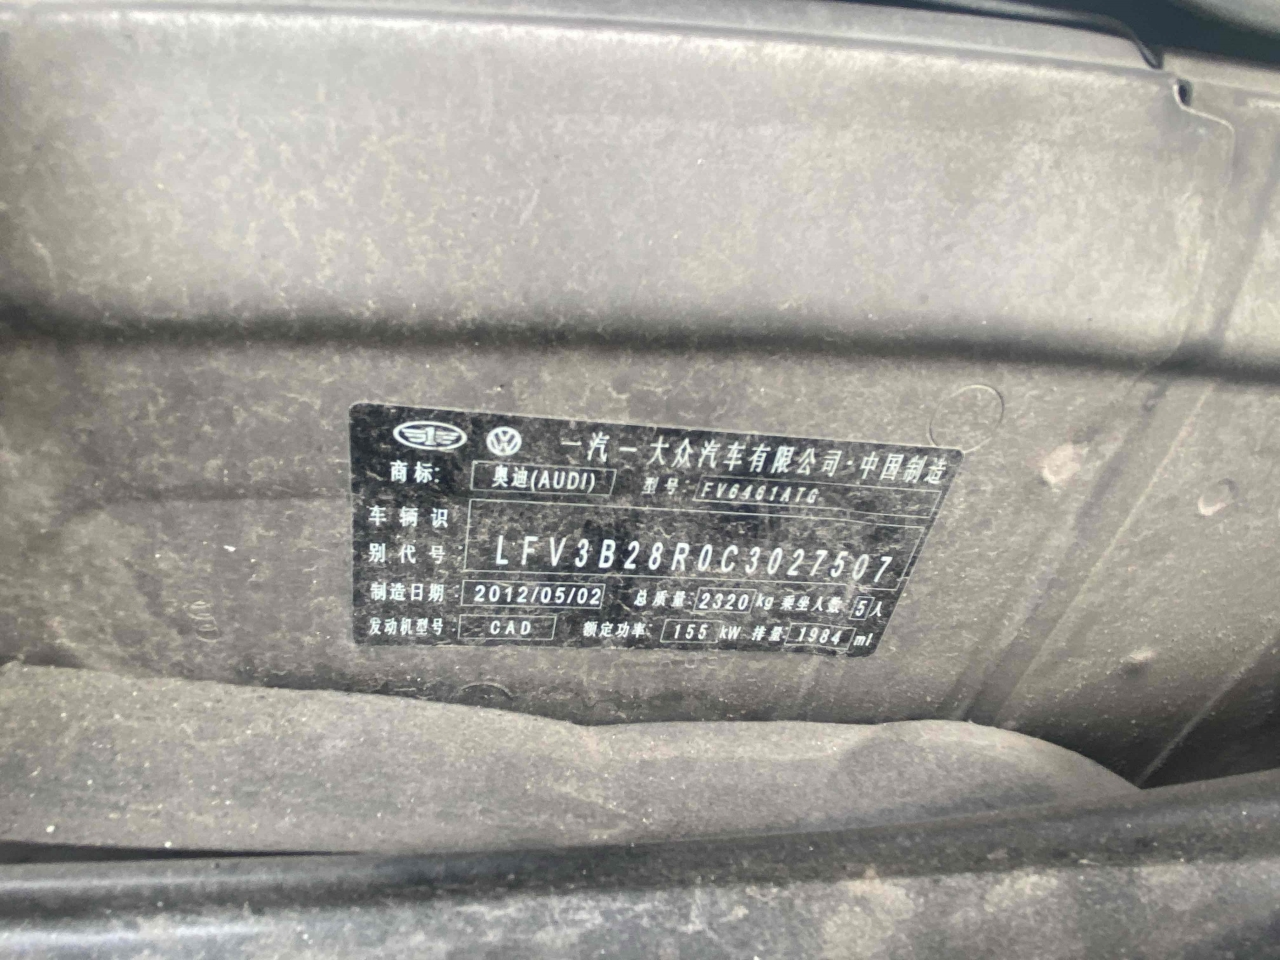 一汽－大众汽车有限公司·中国制造
商标: 奥迪(AUDI) 型号: FV6461ATG
车辆识别代号: LFV3B28R0C3027507
制造日期: 2012/05/02 总质量: 2320 kg 乘坐人数: 5 人
发动机型号: CAD 额定功率: 155 kW 排量: 1984 ml